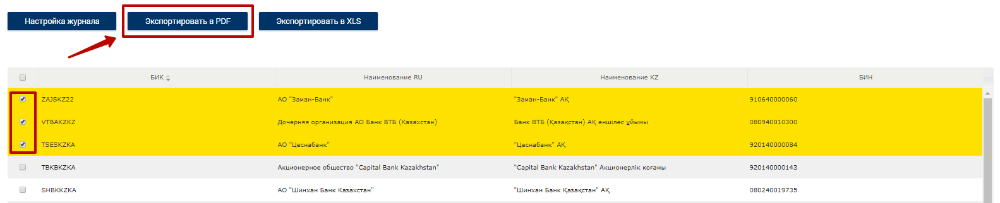 Настройка журнала Экспортировать в PDF Экспортировать в XLS
БИК Наименование RU Наименование KZ БИН
ZAJSKZ22 АО "Заман-Банк" "Заман-Банк" АҚ 910640000060
VTBAKZKZ Дочерняя организация АО Банк ВТБ (Казахстан) Банк ВТБ (Қазақстан) АҚ еншілес ұйымы 080940010300
TSESKZKA АО "Цеснабанк" "Цеснабанк" АҚ 920140000084
TBKBKZKA Акционерное общество "Capital Bank Kazakhstan" "Capital Bank Kazakhstan" Акционерлік қоғамы 920140000143
SHBKKZKA АО "Шинхан Банк Казахстан" "Шинхан Банк Қазақстан" АҚ 080240019735